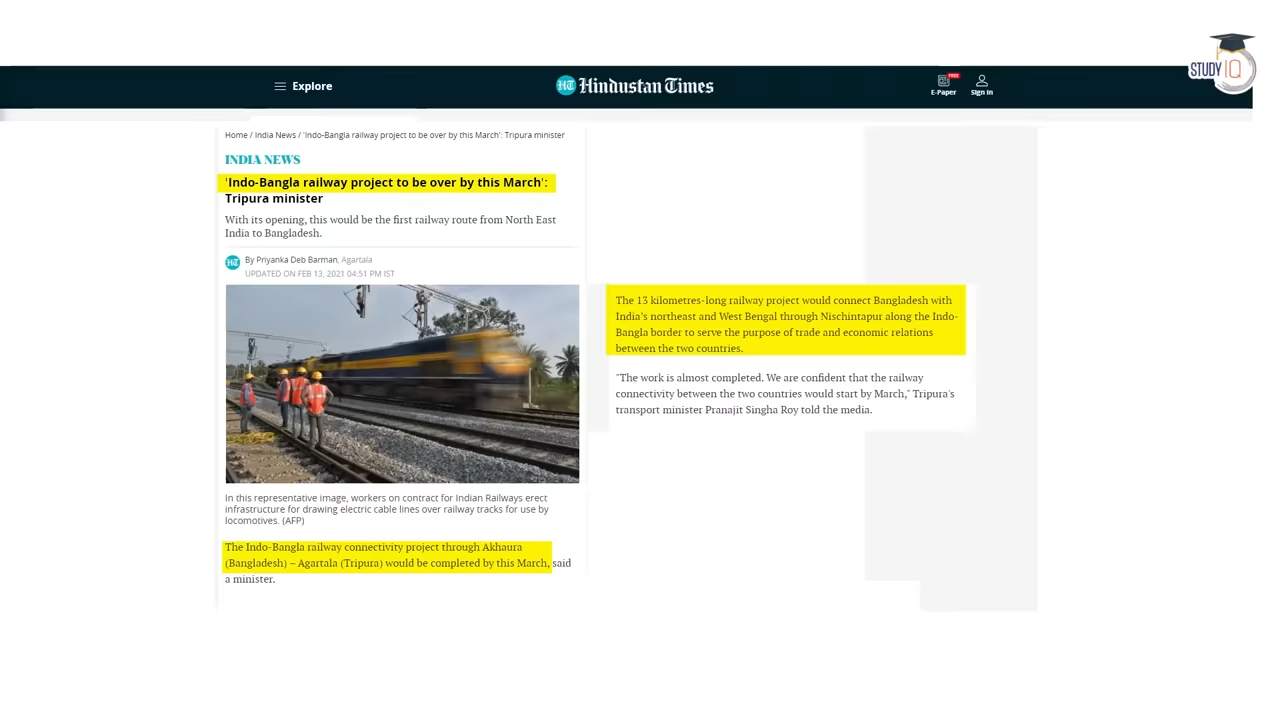 STUDY IQ
Explore
HT Hindustan Times
FREE
E-Paper
Sign In
Home / India News / 'Indo-Bangla railway project to be over by this March': Tripura minister
INDIA NEWS
'Indo-Bangla railway project to be over by this March':
Tripura minister
With its opening, this would be the first railway route from North East
India to Bangladesh.
HT
By Priyanka Deb Barman, Agartala
UPDATED ON FEB 13, 2021 04:51 PM IST
In this representative image, workers on contract for Indian Railways erect
infrastructure for drawing electric cable lines over railway tracks for use by
locomotives. (AFP)
The Indo-Bangla railway connectivity project through Akhaura
(Bangladesh) – Agartala (Tripura) would be completed by this March, said
a minister.
The 13 kilometres-long railway project would connect Bangladesh with
India's northeast and West Bengal through Nischintapur along the Indo-
Bangla border to serve the purpose of trade and economic relations
between the two countries.
"The work is almost completed. We are confident that the railway
connectivity between the two countries would start by March," Tripura's
transport minister Pranajit Singha Roy told the media.